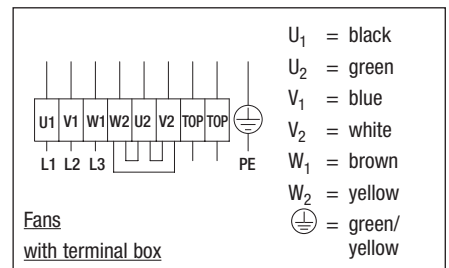 U1 V1 W1 W2 U2 V2 TOP TOP
L1 L2 L3 PE
Fans
with terminal box
U₁ = black
U₂ = green
V₁ = blue
V₂ = white
W₁ = brown
W₂ = yellow
= green/
yellow